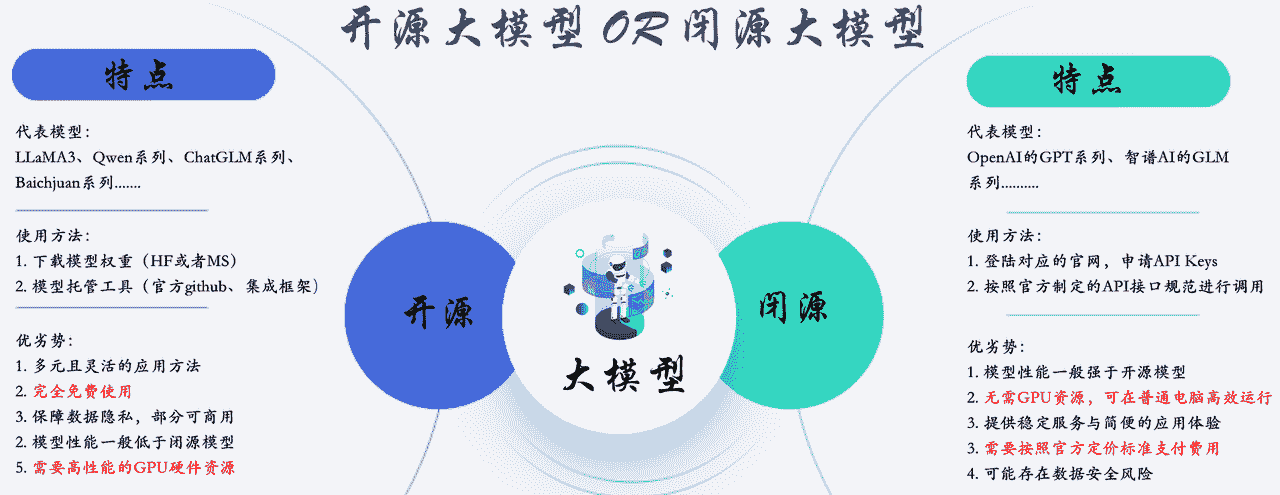 开源大模型 OR 闭源大模型
特点
代表模型：
LLaMA3、Qwen系列、ChatGLM系列、
Baichjuan系列.......
使用方法：
1. 下载模型权重（HF或者MS）
2. 模型托管工具（官方github、集成框架）
优劣势：
1. 多元且灵活的应用方法
2. 完全免费使用
3. 保障数据隐私，部分可商用
2. 模型性能一般低于闭源模型
5. 需要高性能的GPU硬件资源
开源
大模型
闭源
特点
代表模型：
OpenAI的GPT系列、智谱AI的GLM
系列..........
使用方法：
1. 登陆对应的官网，申请API Keys
2. 按照官方制定的API接口规范进行调用
优劣势：
1. 模型性能一般强于开源模型
2. 无需GPU资源，可在普通电脑高效运行
3. 提供稳定服务与简便的应用体验
3. 需要按照官方定价标准支付费用
4. 可能存在数据安全风险